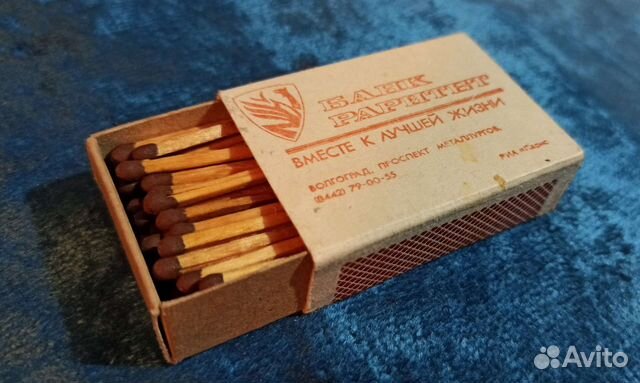 БАНК
РАРИТЕТ
ВМЕСТЕ К ЛУЧШЕЙ ЖИЗНИ
ВОЛГОГРАД, ПРОСПЕКТ МЕТАЛЛУРГОВ
(8442) 79-00-55
Avito